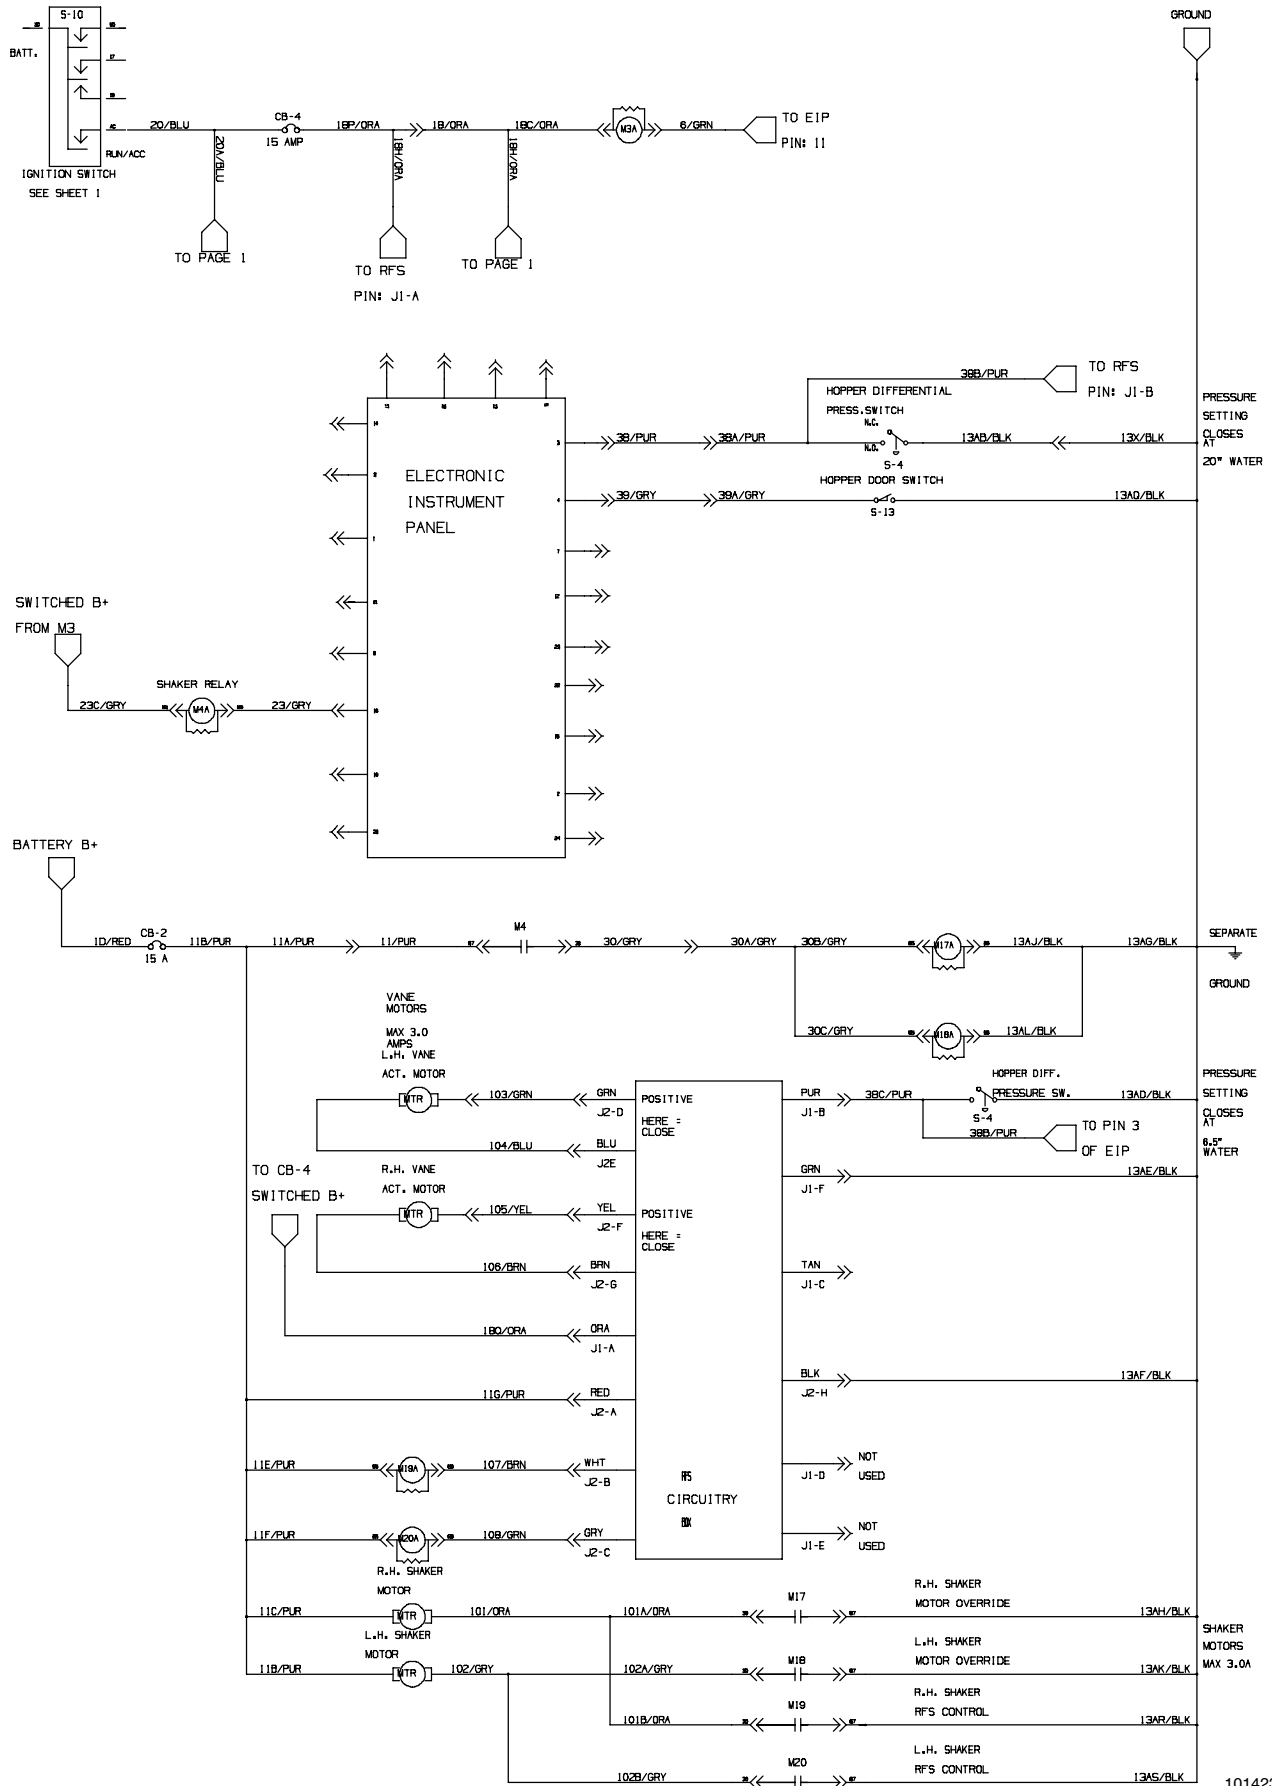 S-10
GROUND
BATT.
20/BLU
CB-4
15 AMP
18P/ORA
18/ORA
18C/ORA
M3A
6/GRN
TO EIP
PIN: 11
RUN/ACC
20A/BLU
18H/ORA
18H/ORA
IGNITION SWITCH
SEE SHEET 1
TO PAGE 1
TO RFS
PIN: J1-A
TO PAGE 1
38B/PUR
TO RFS
PIN: J1-B
HOPPER DIFFERENTIAL
PRESS.SWITCH
N.C.
N.O.
S-4
PRESSURE
SETTING
CLOSES
AT
20" WATER
14
3
38/PUR
38A/PUR
13AB/BLK
13X/BLK
ELECTRONIC
INSTRUMENT
PANEL
HOPPER DOOR SWITCH
4
39/GRY
39A/GRY
S-13
13AQ/BLK
SWITCHED B+
FROM M3
SHAKER RELAY
23C/GRY
M4A
23/GRY
BATTERY B+
1D/RED
CB-2
15 A
11B/PUR
11A/PUR
11/PUR
M4
30/GRY
30A/GRY
30B/GRY
M17A
13AJ/BLK
13AG/BLK
SEPARATE
GROUND
30C/GRY
M18A
13AL/BLK
VANE
MOTORS
MAX 3.0
AMPS
L.H. VANE
ACT. MOTOR
MTR
103/GRN
GRN
J2-D
POSITIVE
HERE =
CLOSE
PUR
J1-B
38C/PUR
HOPPER DIFF.
PRESSURE SW.
S-4
13AD/BLK
PRESSURE
SETTING
CLOSES
AT
6.5"
WATER
38B/PUR
TO PIN 3
OF EIP
104/BLU
BLU
J2E
TO CB-4
SWITCHED B+
R.H. VANE
ACT. MOTOR
GRN
J1-F
13AE/BLK
MTR
105/YEL
YEL
J2-F
POSITIVE
HERE =
CLOSE
106/BRN
BRN
J2-G
TAN
J1-C
18Q/ORA
ORA
J1-A
BLK
J2-H
13AF/BLK
11G/PUR
RED
J2-A
11E/PUR
M19A
107/BRN
WHT
J2-B
RFS
CIRCUITRY
BOX
J1-D
NOT
USED
11F/PUR
M20A
108/GRN
GRY
J2-C
J1-E
NOT
USED
R.H. SHAKER
MOTOR
11C/PUR
MTR
101/ORA
101A/ORA
M17
R.H. SHAKER
MOTOR OVERRIDE
13AH/BLK
SHAKER
MOTORS
MAX 3.0A
L.H. SHAKER
MOTOR
11B/PUR
MTR
102/GRY
102A/GRY
M18
L.H. SHAKER
MOTOR OVERRIDE
13AK/BLK
101B/ORA
M19
R.H. SHAKER
RFS CONTROL
13AR/BLK
102B/GRY
M20
L.H. SHAKER
RFS CONTROL
13AS/BLK